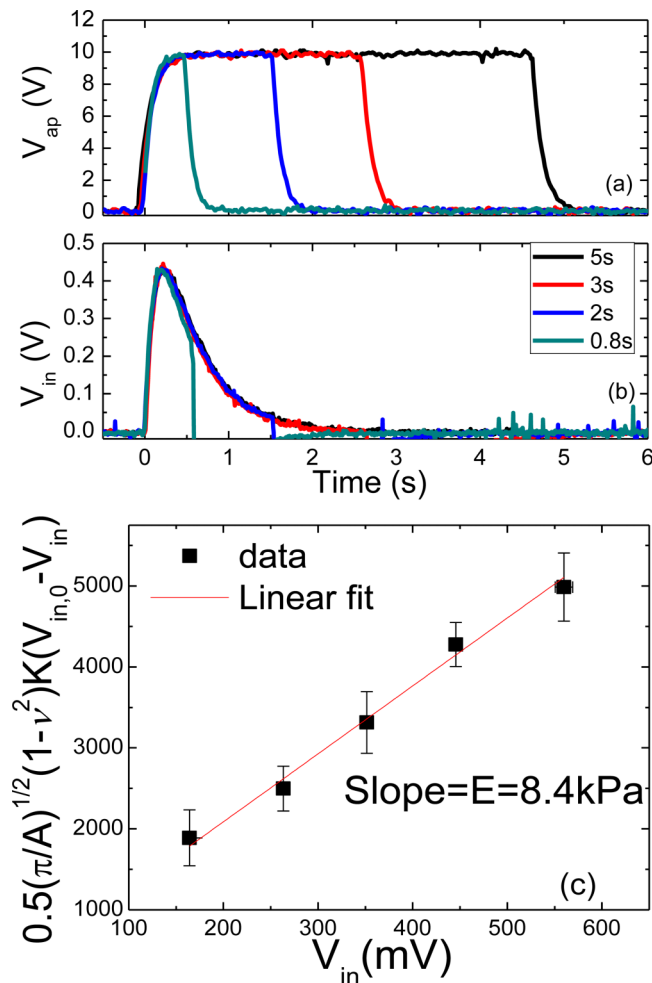 12
10
8
6
4
2
0
V_ap (V)
(a)
0.5
0.4
0.3
0.2
0.1
0.0
V_in (V)
5s
3s
2s
0.8s
(b)
0 1 2 3 4 5 6
Time (s)
5000
4000
3000
2000
1000
0.5(π/A)^1/2(1-ν^2)K(V_in,0-V_in)
data
Linear fit
Slope=E=8.4kPa
(c)
100 200 300 400 500 600
V_in(mV)